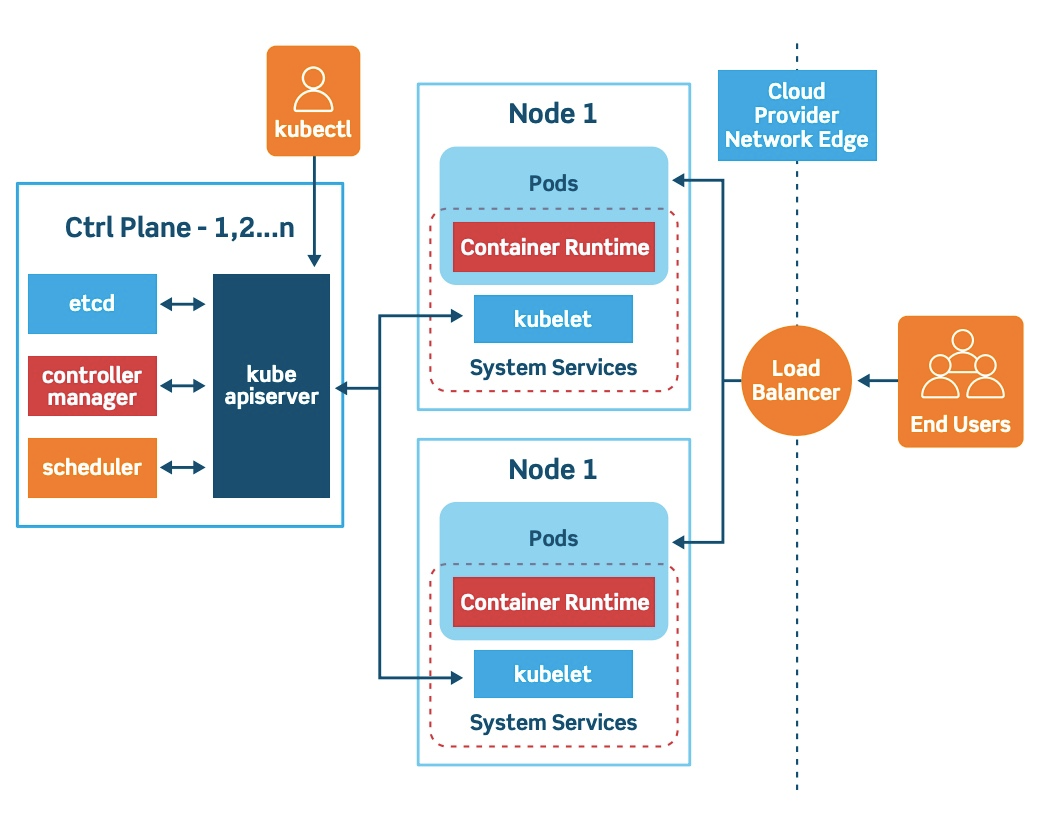 kubectl
Ctrl Plane - 1,2...n
etcd
controller
manager
scheduler
kube
apiserver
Node 1
Pods
Container Runtime
kubelet
System Services
Node 1
Pods
Container Runtime
kubelet
System Services
Cloud
Provider
Network Edge
Load
Balancer
End Users